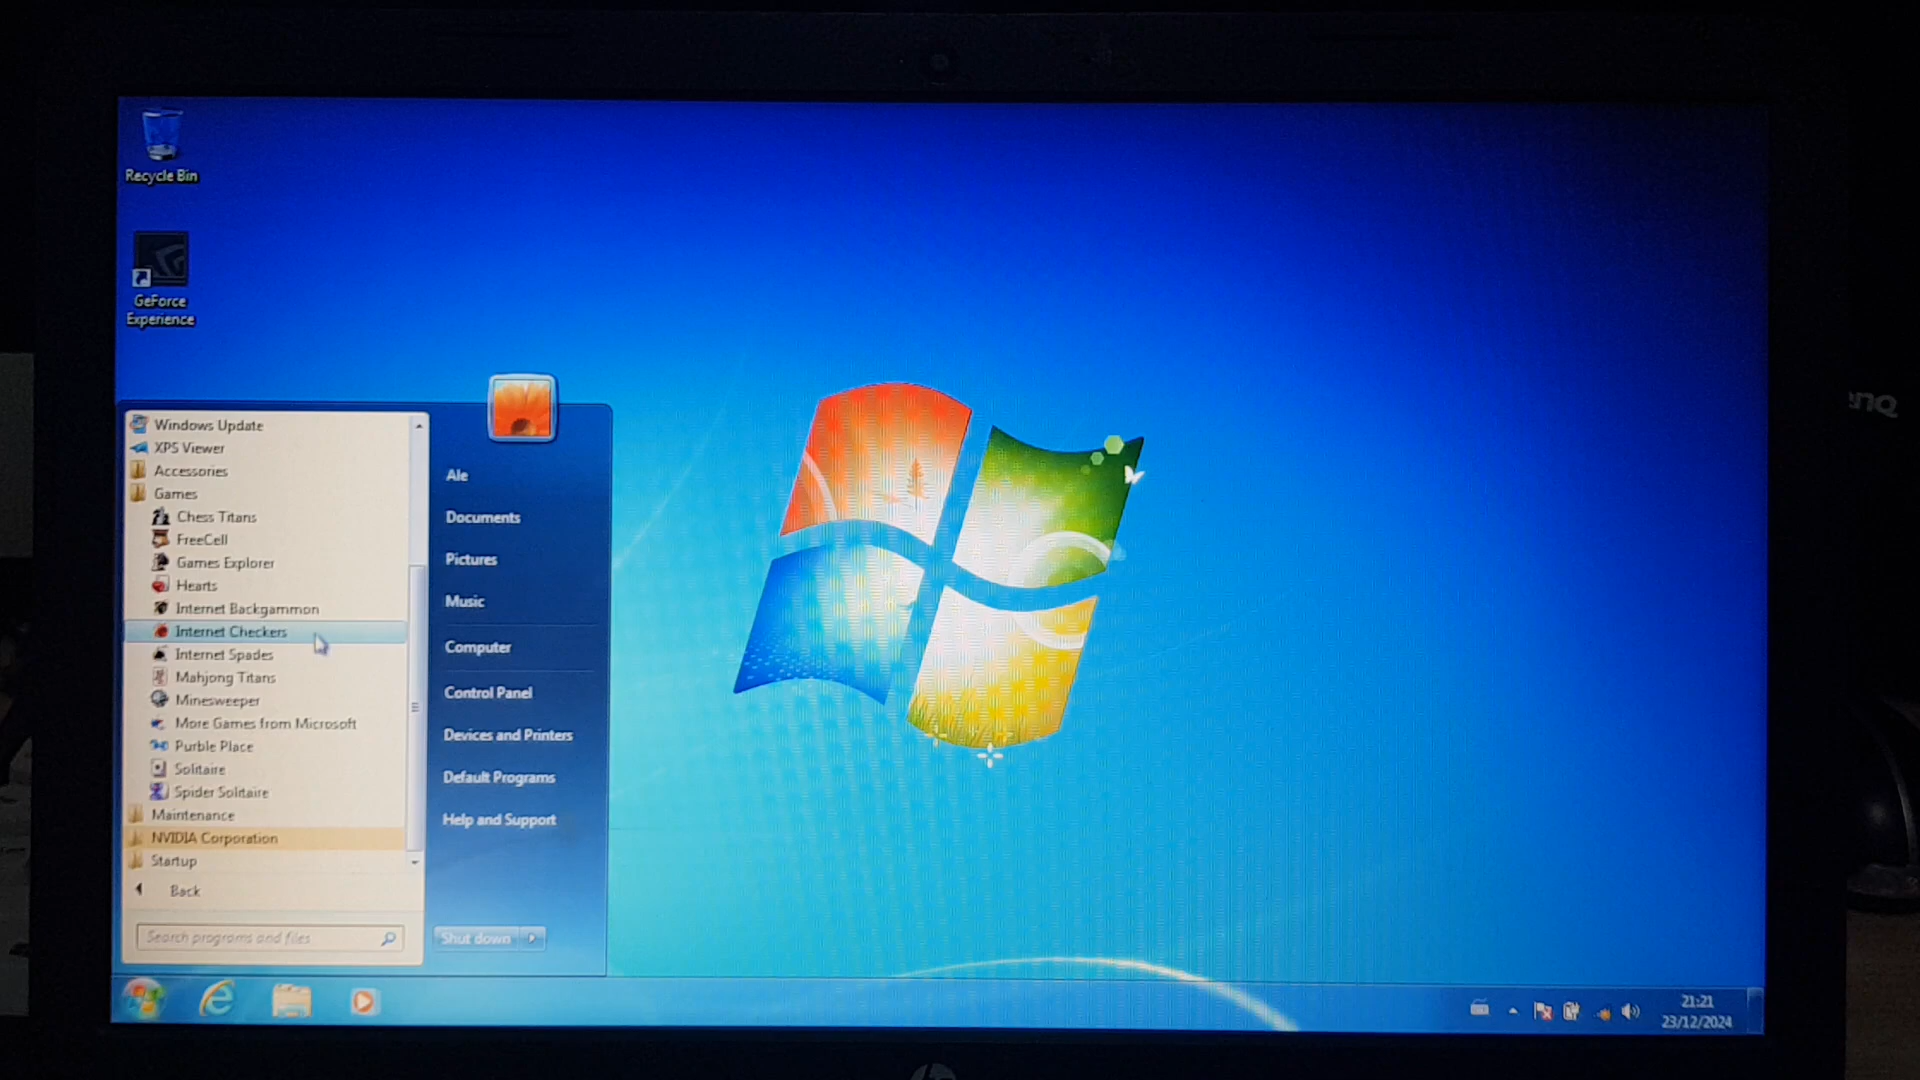 Recycle Bin
GeForce
Experience
Windows Update
XPS Viewer
Accessories
Games
Chess Titans
FreeCell
Games Explorer
Hearts
Internet Backgammon
Internet Checkers
Internet Spades
Mahjong Titans
Minesweeper
More Games from Microsoft
Purble Place
Solitaire
Spider Solitaire
Maintenance
NVIDIA Corporation
Startup
Back
Search programs and files
Ale
Documents
Pictures
Music
Computer
Control Panel
Devices and Printers
Default Programs
Help and Support
Shut down
21:21
23/12/2024
hp